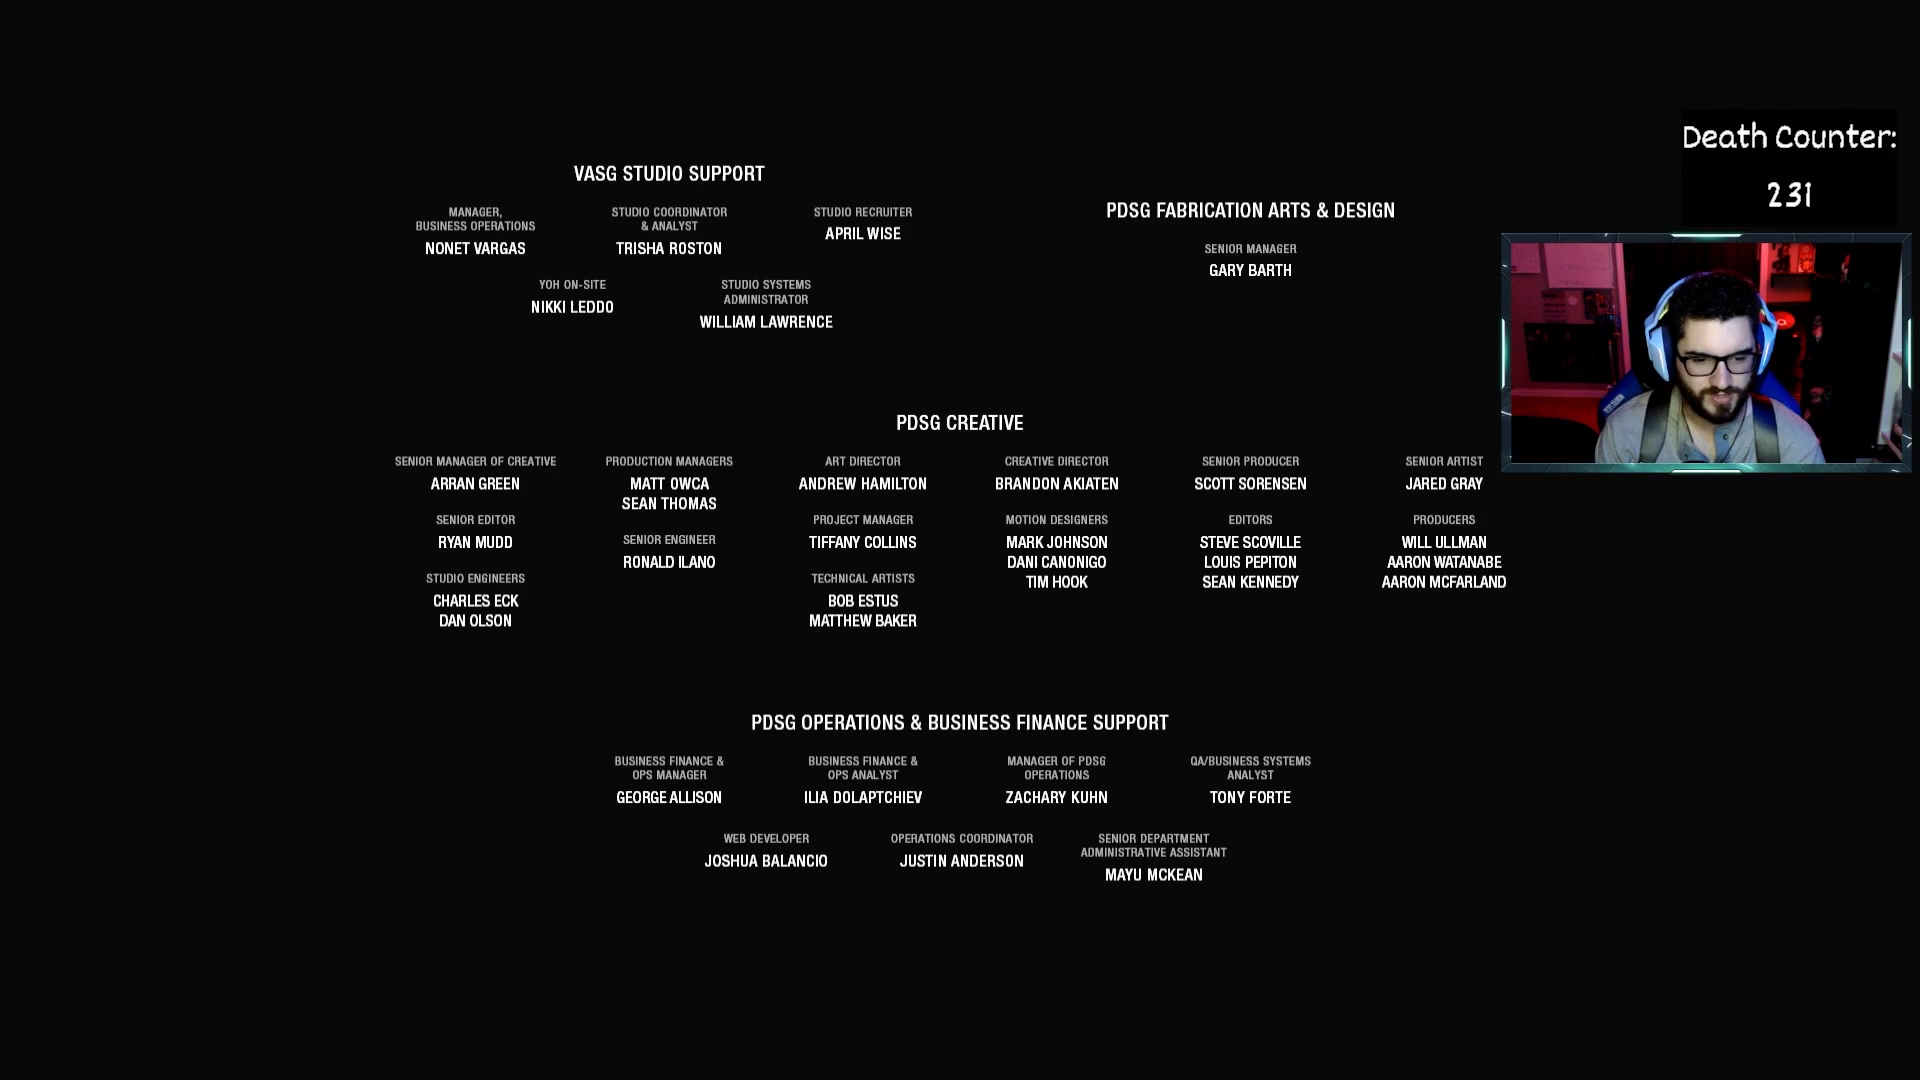 Death Counter:
231
VASG STUDIO SUPPORT
MANAGER,
BUSINESS OPERATIONS
NONET VARGAS
STUDIO COORDINATOR
& ANALYST
TRISHA ROSTON
STUDIO RECRUITER
APRIL WISE
YOH ON-SITE
NIKKI LEDDO
STUDIO SYSTEMS
ADMINISTRATOR
WILLIAM LAWRENCE
PDSG FABRICATION ARTS & DESIGN
SENIOR MANAGER
GARY BARTH
PDSG CREATIVE
SENIOR MANAGER OF CREATIVE
ARRAN GREEN
PRODUCTION MANAGERS
MATT OWCA
SEAN THOMAS
ART DIRECTOR
ANDREW HAMILTON
CREATIVE DIRECTOR
BRANDON AKIATEN
SENIOR PRODUCER
SCOTT SORENSEN
SENIOR ARTIST
JARED GRAY
SENIOR EDITOR
RYAN MUDD
SENIOR ENGINEER
RONALD ILANO
PROJECT MANAGER
TIFFANY COLLINS
MOTION DESIGNERS
MARK JOHNSON
DANI CANONIGO
TIM HOOK
EDITORS
STEVE SCOVILLE
LOUIS PEPITON
SEAN KENNEDY
PRODUCERS
WILL ULLMAN
AARON WATANABE
AARON MCFARLAND
STUDIO ENGINEERS
CHARLES ECK
DAN OLSON
TECHNICAL ARTISTS
BOB ESTUS
MATTHEW BAKER
PDSG OPERATIONS & BUSINESS FINANCE SUPPORT
BUSINESS FINANCE &
OPS MANAGER
GEORGE ALLISON
BUSINESS FINANCE &
OPS ANALYST
ILIA DOLAPTCHIEV
MANAGER OF PDSG
OPERATIONS
ZACHARY KUHN
QA/BUSINESS SYSTEMS
ANALYST
TONY FORTE
WEB DEVELOPER
JOSHUA BALANCIO
OPERATIONS COORDINATOR
JUSTIN ANDERSON
SENIOR DEPARTMENT
ADMINISTRATIVE ASSISTANT
MAYU MCKEAN